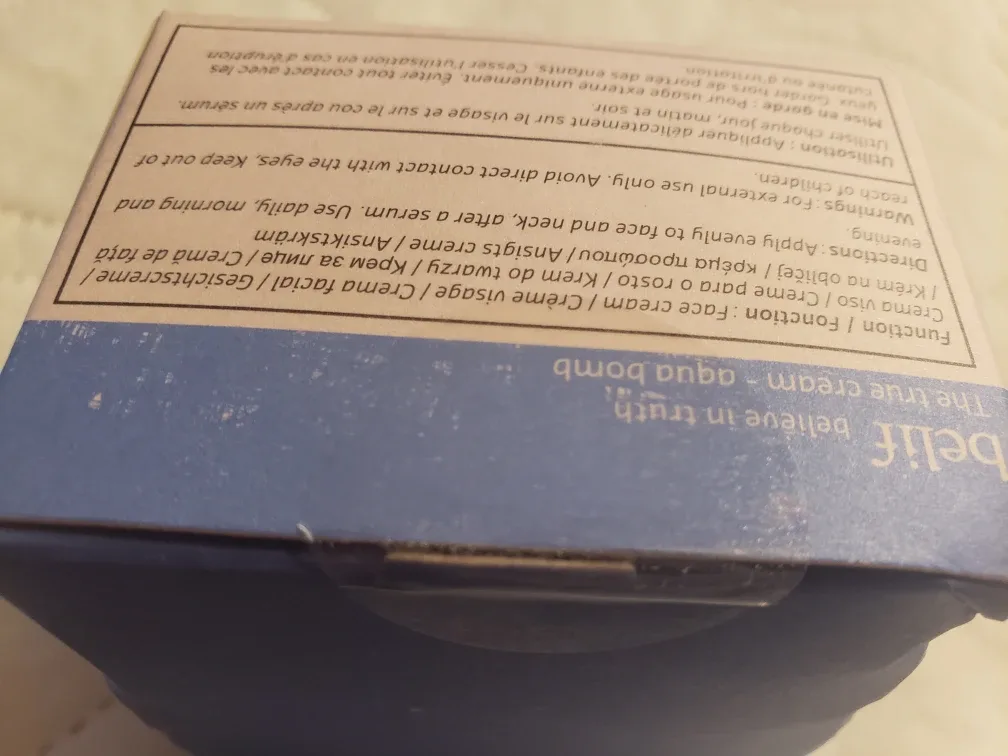 belif believe in truth
The true cream - aqua bomb
Function / Fonction : Face cream / Crème visage / Crema facial / Gesichtscreme /
Crema viso / Creme para o rosto / Krem do twarzy / Крем за лице / Cremă de față
/ Krém na obličej / κρέμα προσώπου / Ansigts creme / Ansiktskräm
Directions : Apply evenly to face and neck, after a serum. Use daily, morning and
evening.
Warnings : For external use only. Avoid direct contact with the eyes, Keep out of
reach of children.
Utilisation : Appliquer délicatement sur le visage et sur le cou après un sérum.
Utiliser chaque jour, matin et soir.
Mise en garde : Pour usage externe uniquement. Éviter tout contact avec les
yeux. Garder hors de portée des enfants. Cesser l'utilisation en cas d'éruption
cutanée ou d'irritation